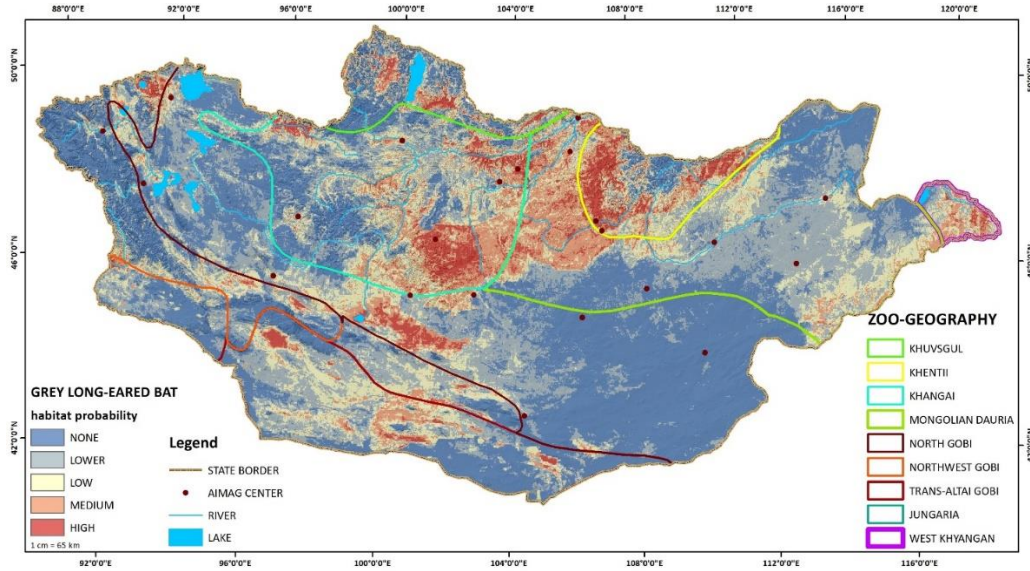 88°0'0"E 92°0'0"E 96°0'0"E 100°0'0"E 104°0'0"E 108°0'0"E 112°0'0"E 116°0'0"E 120°0'0"E
50°0'0"N
46°0'0"N
42°0'0"N
GREY LONG-EARED BAT
habitat probability
NONE
LOWER
LOW
MEDIUM
HIGH
1 cm = 65 km
Legend
STATE BORDER
AIMAG CENTER
RIVER
LAKE
ZOO-GEOGRAPHY
KHUVSGUL
KHENTII
KHANGAI
MONGOLIAN DAURIA
NORTH GOBI
NORTHWEST GOBI
TRANS-ALTAI GOBI
JUNGARIA
WEST KHYANGAN
92°0'0"E 96°0'0"E 100°0'0"E 104°0'0"E 108°0'0"E 112°0'0"E 116°0'0"E